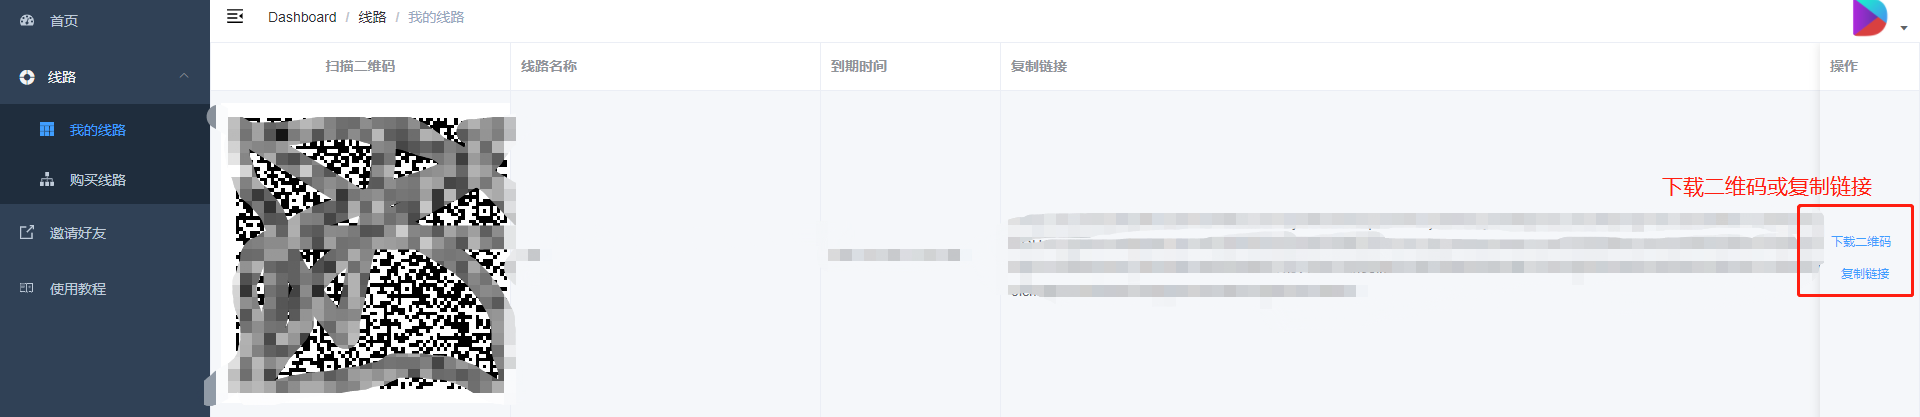 首页
线路
我的线路
购买线路
邀请好友
使用教程
Dashboard / 线路 / 我的线路
扫描二维码 线路名称 到期时间 复制链接 操作
下载二维码或复制链接
下载二维码
复制链接